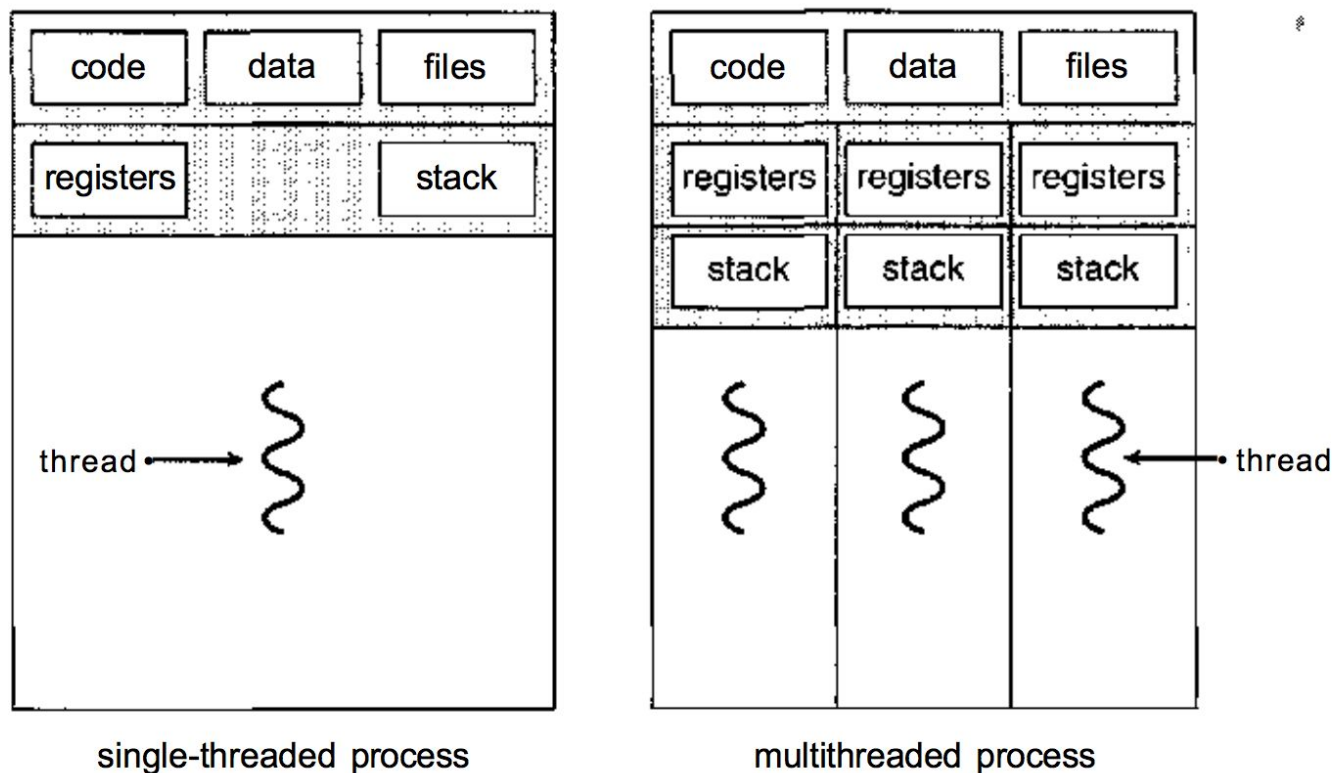 code data files
registers stack
thread
single-threaded process
code data files
registers registers registers
stack stack stack
thread
multithreaded process